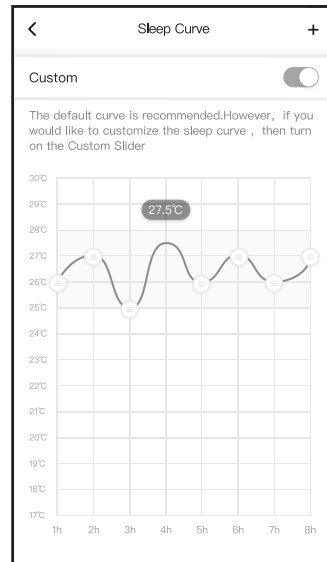 Sleep Curve +
Custom
The default curve is recommended.However, if you
would like to customize the sleep curve , then turn
on the Custom Slider
30℃
29℃
27.5℃
28℃
27℃
26℃
25℃
24℃
23℃
22℃
21℃
20℃
19℃
18℃
17℃
1h 2h 3h 4h 5h 6h 7h 8h